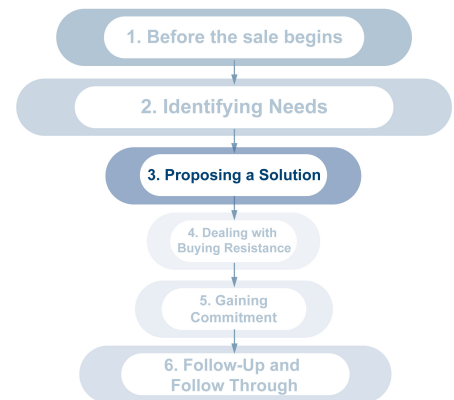 1. Before the sale begins
2. Identifying Needs
3. Proposing a Solution
4. Dealing with
Buying Resistance
5. Gaining
Commitment
6. Follow-Up and
Follow Through